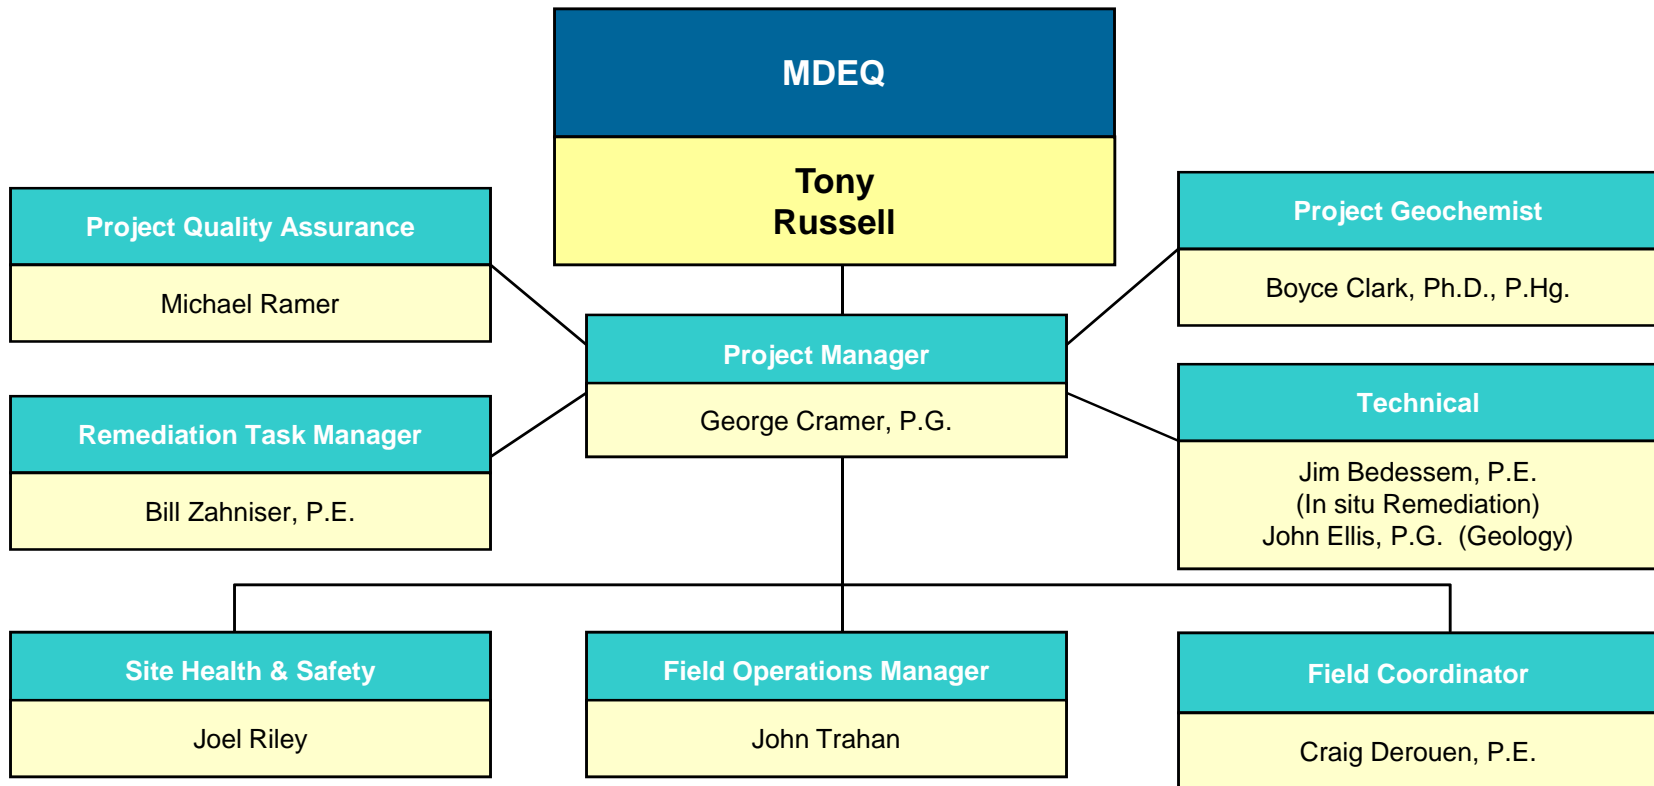 MDEQ
Tony
Russell
Project Quality Assurance
Michael Ramer
Project Geochemist
Boyce Clark, Ph.D., P.Hg.
Project Manager
George Cramer, P.G.
Remediation Task Manager
Bill Zahniser, P.E.
Technical
Jim Bedessem, P.E.
(In situ Remediation)
John Ellis, P.G.  (Geology)
Site Health & Safety
Joel Riley
Field Operations Manager
John Trahan
Field Coordinator
Craig Derouen, P.E.